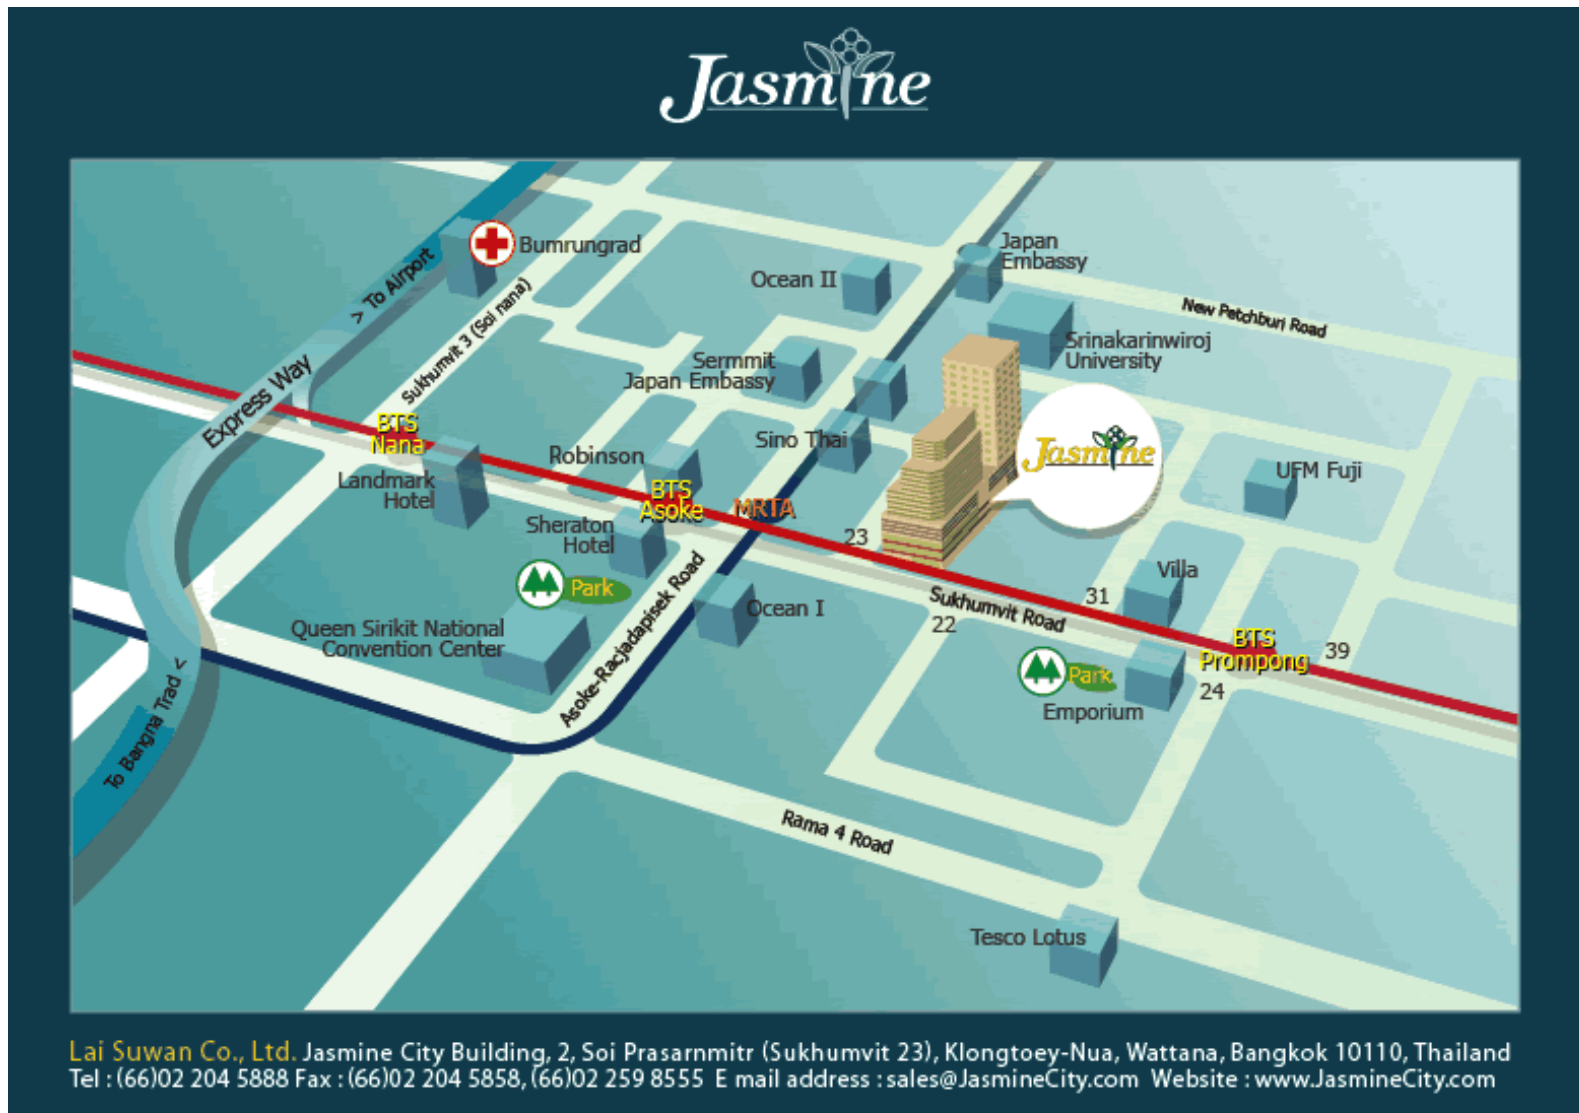 Jasmine
Bumrungrad
> To Airport
Sukhumvit 3 (Soi nana)
Express Way
Ocean II
Japan
Embassy
New Petchburi Road
Srinakarinwiroj
University
Sermmit
Japan Embassy
BTS
Nana
Landmark
Hotel
Robinson
Sino Thai
Jasmine
UFM Fuji
BTS
Asoke
MRTA
Sheraton
Hotel
23
Park
Queen Sirikit National
Convention Center
Asoke-Racjadapisek Road
Ocean I
Sukhumvit Road
22
31
Villa
BTS
Prompong
39
24
Park
Emporium
To Bangna Trad <
Rama 4 Road
Tesco Lotus
Lai Suwan Co., Ltd. Jasmine City Building, 2, Soi Prasarnmitr (Sukhumvit 23), Klongtoey-Nua, Wattana, Bangkok 10110, Thailand
Tel : (66)02 204 5888 Fax : (66)02 204 5858, (66)02 259 8555 E mail address : sales@JasmineCity.com Website : www.JasmineCity.com